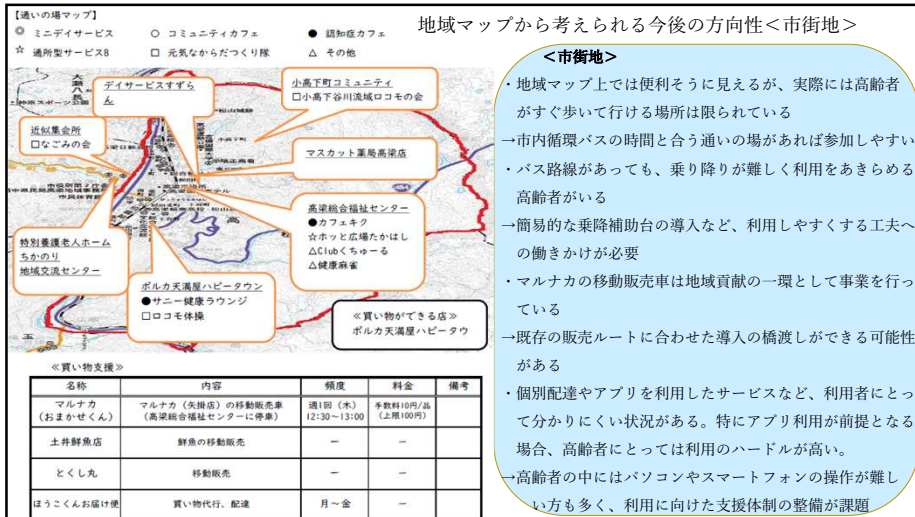 【通いの場マップ】
◎ ミニデイサービス ○ コミュニティカフェ ● 認知症カフェ
☆ 通所型サービスB □ 元気なからだつくり隊 △ その他
地域マップから考えられる今後の方向性<市街地>
デイサービスすずら
ん
小高下町コミュニティ
□小高下谷川流域ロコモの会
近似集会所
□なごみの会
マスカット薬局高梁店
高梁総合福祉センター
●カフェキク
☆ホッと広場たかはし
△Clubくちゅーる
△健康麻雀
特別養護老人ホーム
ちかのり
地域交流センター
ポルカ天満屋ハピータウン
●サニー健康ラウンジ
□ロコモ体操
≪買い物ができる店≫
ポルカ天満屋ハピータウ
≪買い物支援≫
名称 内容 頻度 料金 備考
マルナカ
(おまかせくん)
マルナカ(矢掛店)の移動販売車
(高梁総合福祉センターに停車)
週1回(木)
12:30~13:00
手数料10円/品
(上限100円)
土井鮮魚店 鮮魚の移動販売 ー ー
とくし丸 移動販売 ー ー
ほうこくんお届け便 買い物代行、配達 月~金 ー
<市街地>
・地域マップ上では便利そうに見えるが、実際には高齢者
がすぐ歩いて行ける場所は限られている
→市内循環バスの時間と合う通いの場があれば参加しやすい
・バス路線があっても、乗り降りが難しく利用をあきらめる
高齢者がいる
→簡易的な乗降補助台の導入など、利用しやすくする工夫へ
の働きかけが必要
・マルナカの移動販売車は地域貢献の一環として事業を行っ
ている
→既存の販売ルートに合わせた導入の橋渡しができる可能性
がある
・個別配達やアプリを利用したサービスなど、利用者にとっ
て分かりにくい状況がある。特にアプリ利用が前提となる
場合、高齢者にとっては利用のハードルが高い。
→高齢者の中にはパソコンやスマートフォンの操作が難し
い方も多く、利用に向けた支援体制の整備が課題